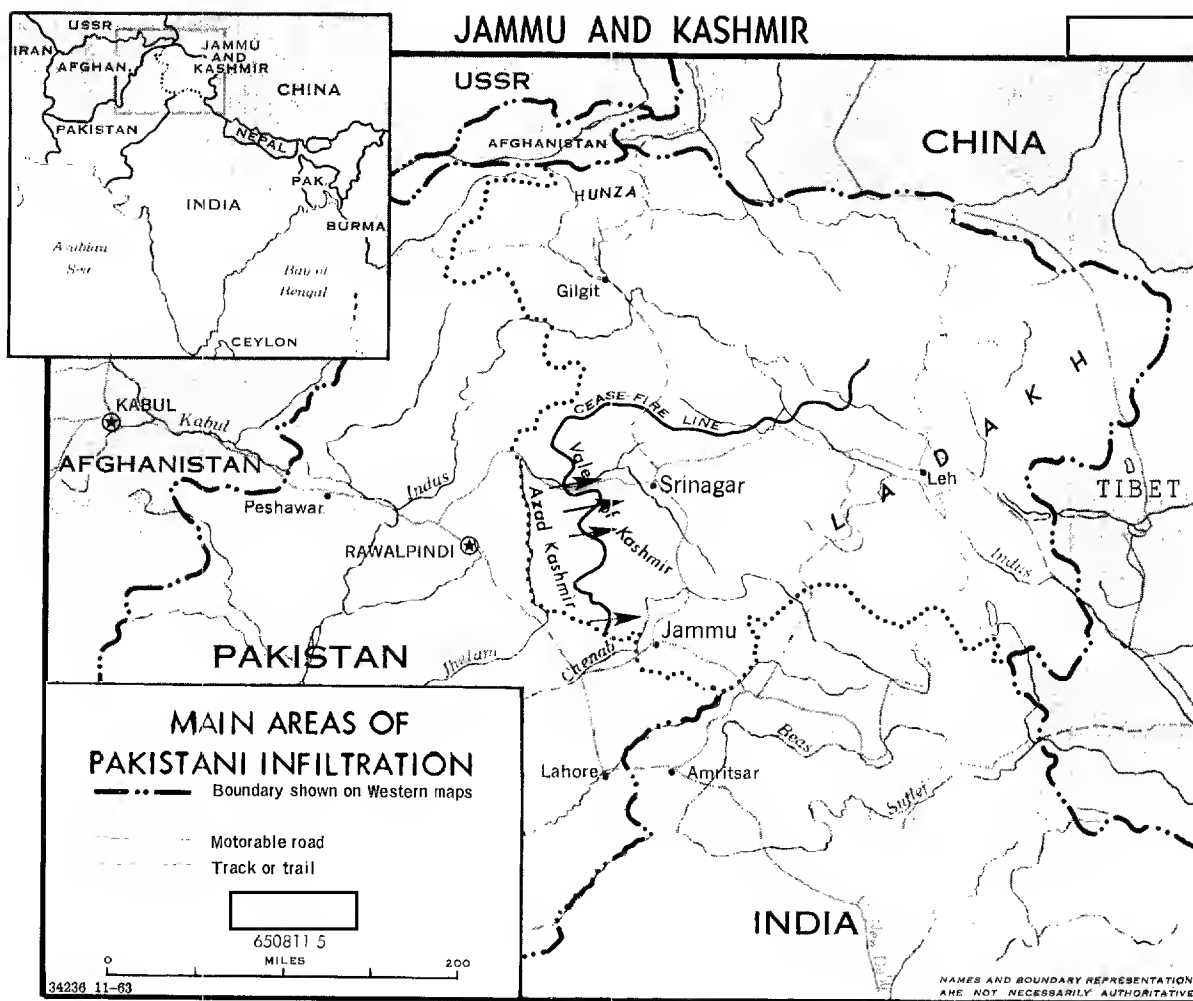 JAMMU AND KASHMIR
USSR
IRAN
AFGHAN.
JAMMU
AND
KASHMIR
CHINA
PAKISTAN
NEPAL
PAK.
INDIA
BURMA
Arabian
Sea
Bay of
Bengal
CEYLON
USSR
AFGHANISTAN
CHINA
HUNZA
Gilgit
KABUL
Kabul
AFGHANISTAN
CEASE-FIRE LINE
LADAKH
Leh
TIBET
Indus
Peshawar
Indus
Vale of Kashmir
Srinagar
Azad Kashmir
RAWALPINDI
Jammu
PAKISTAN
Jhelum
Chenab
Beas
Lahore
Amritsar
Sutlej
INDIA
MAIN AREAS OF
PAKISTANI INFILTRATION
Boundary shown on Western maps
Motorable road
Track or trail
650811 5
MILES
0 200
34236 11-63
NAMES AND BOUNDARY REPRESENTATION
ARE NOT NECESSARILY AUTHORITATIVE